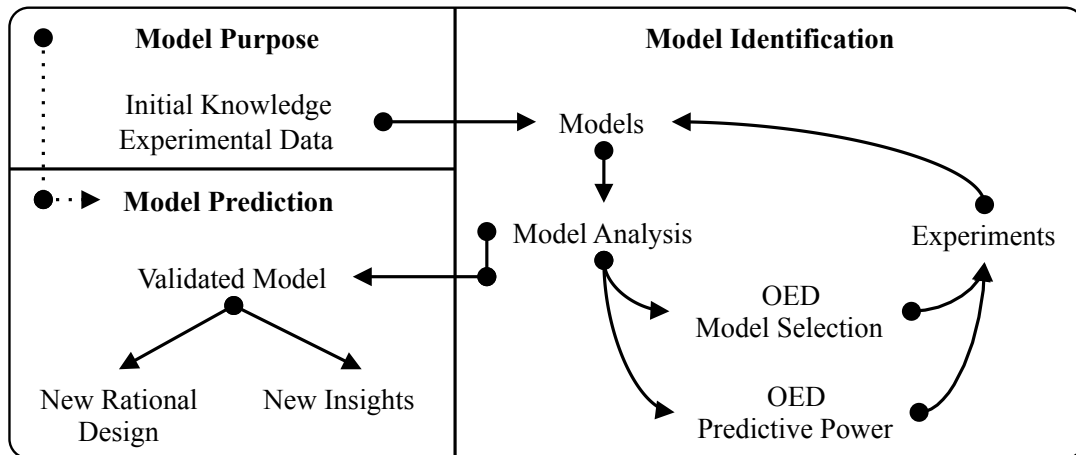 Model Purpose
Initial Knowledge
Experimental Data
Model Prediction
Validated Model
New Rational
Design
New Insights
Model Identification
Models
Model Analysis
Experiments
OED
Model Selection
OED
Predictive Power